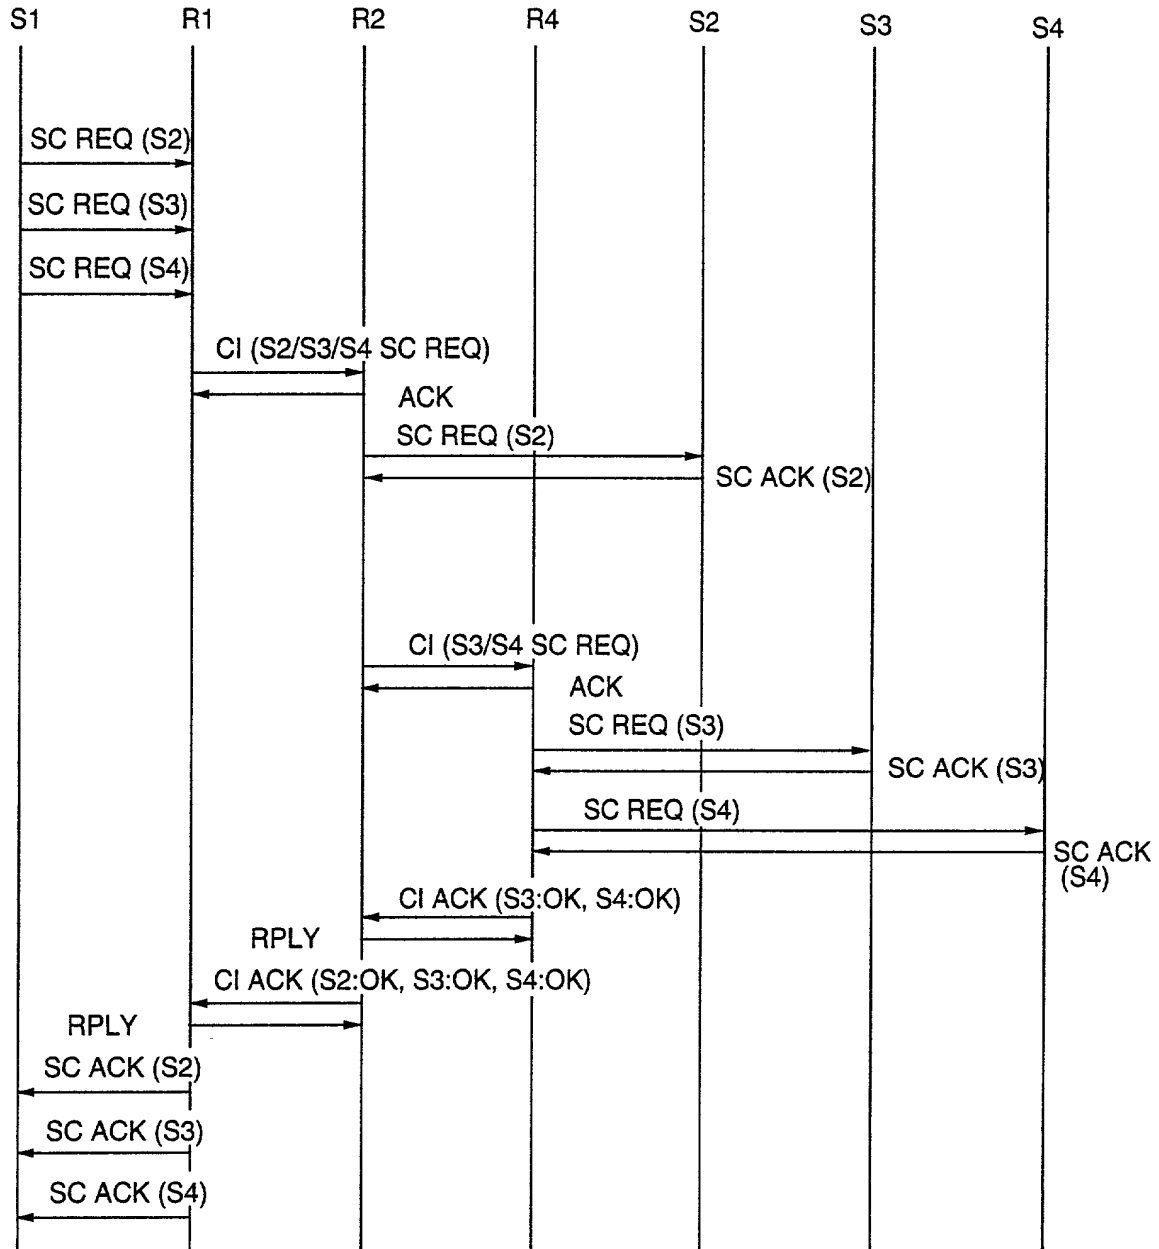 S1 R1 R2 R4 S2 S3 S4
SC REQ (S2)
SC REQ (S3)
SC REQ (S4)
CI (S2/S3/S4 SC REQ)
ACK
SC REQ (S2)
SC ACK (S2)
CI (S3/S4 SC REQ)
ACK
SC REQ (S3)
SC ACK (S3)
SC REQ (S4)
SC ACK
(S4)
CI ACK (S3:OK, S4:OK)
RPLY
CI ACK (S2:OK, S3:OK, S4:OK)
RPLY
SC ACK (S2)
SC ACK (S3)
SC ACK (S4)